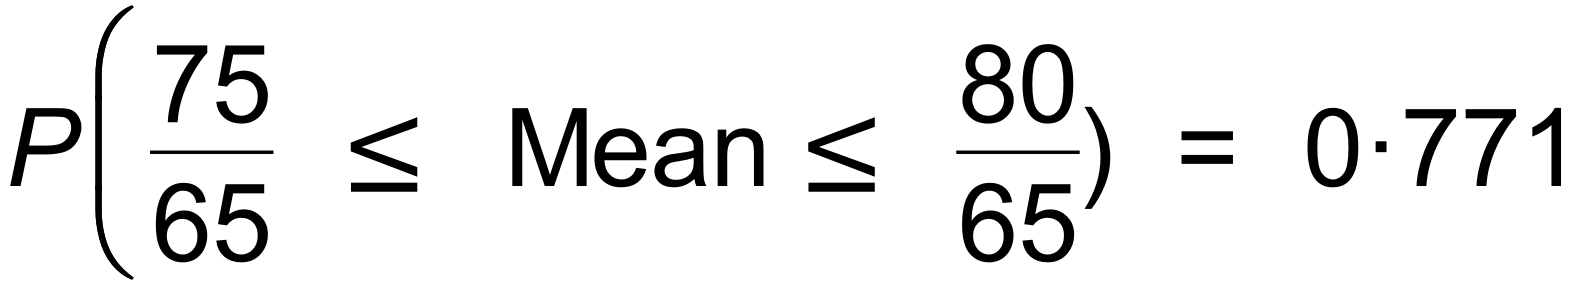 P(75/65 ≤ Mean ≤ 80/65) = 0·771